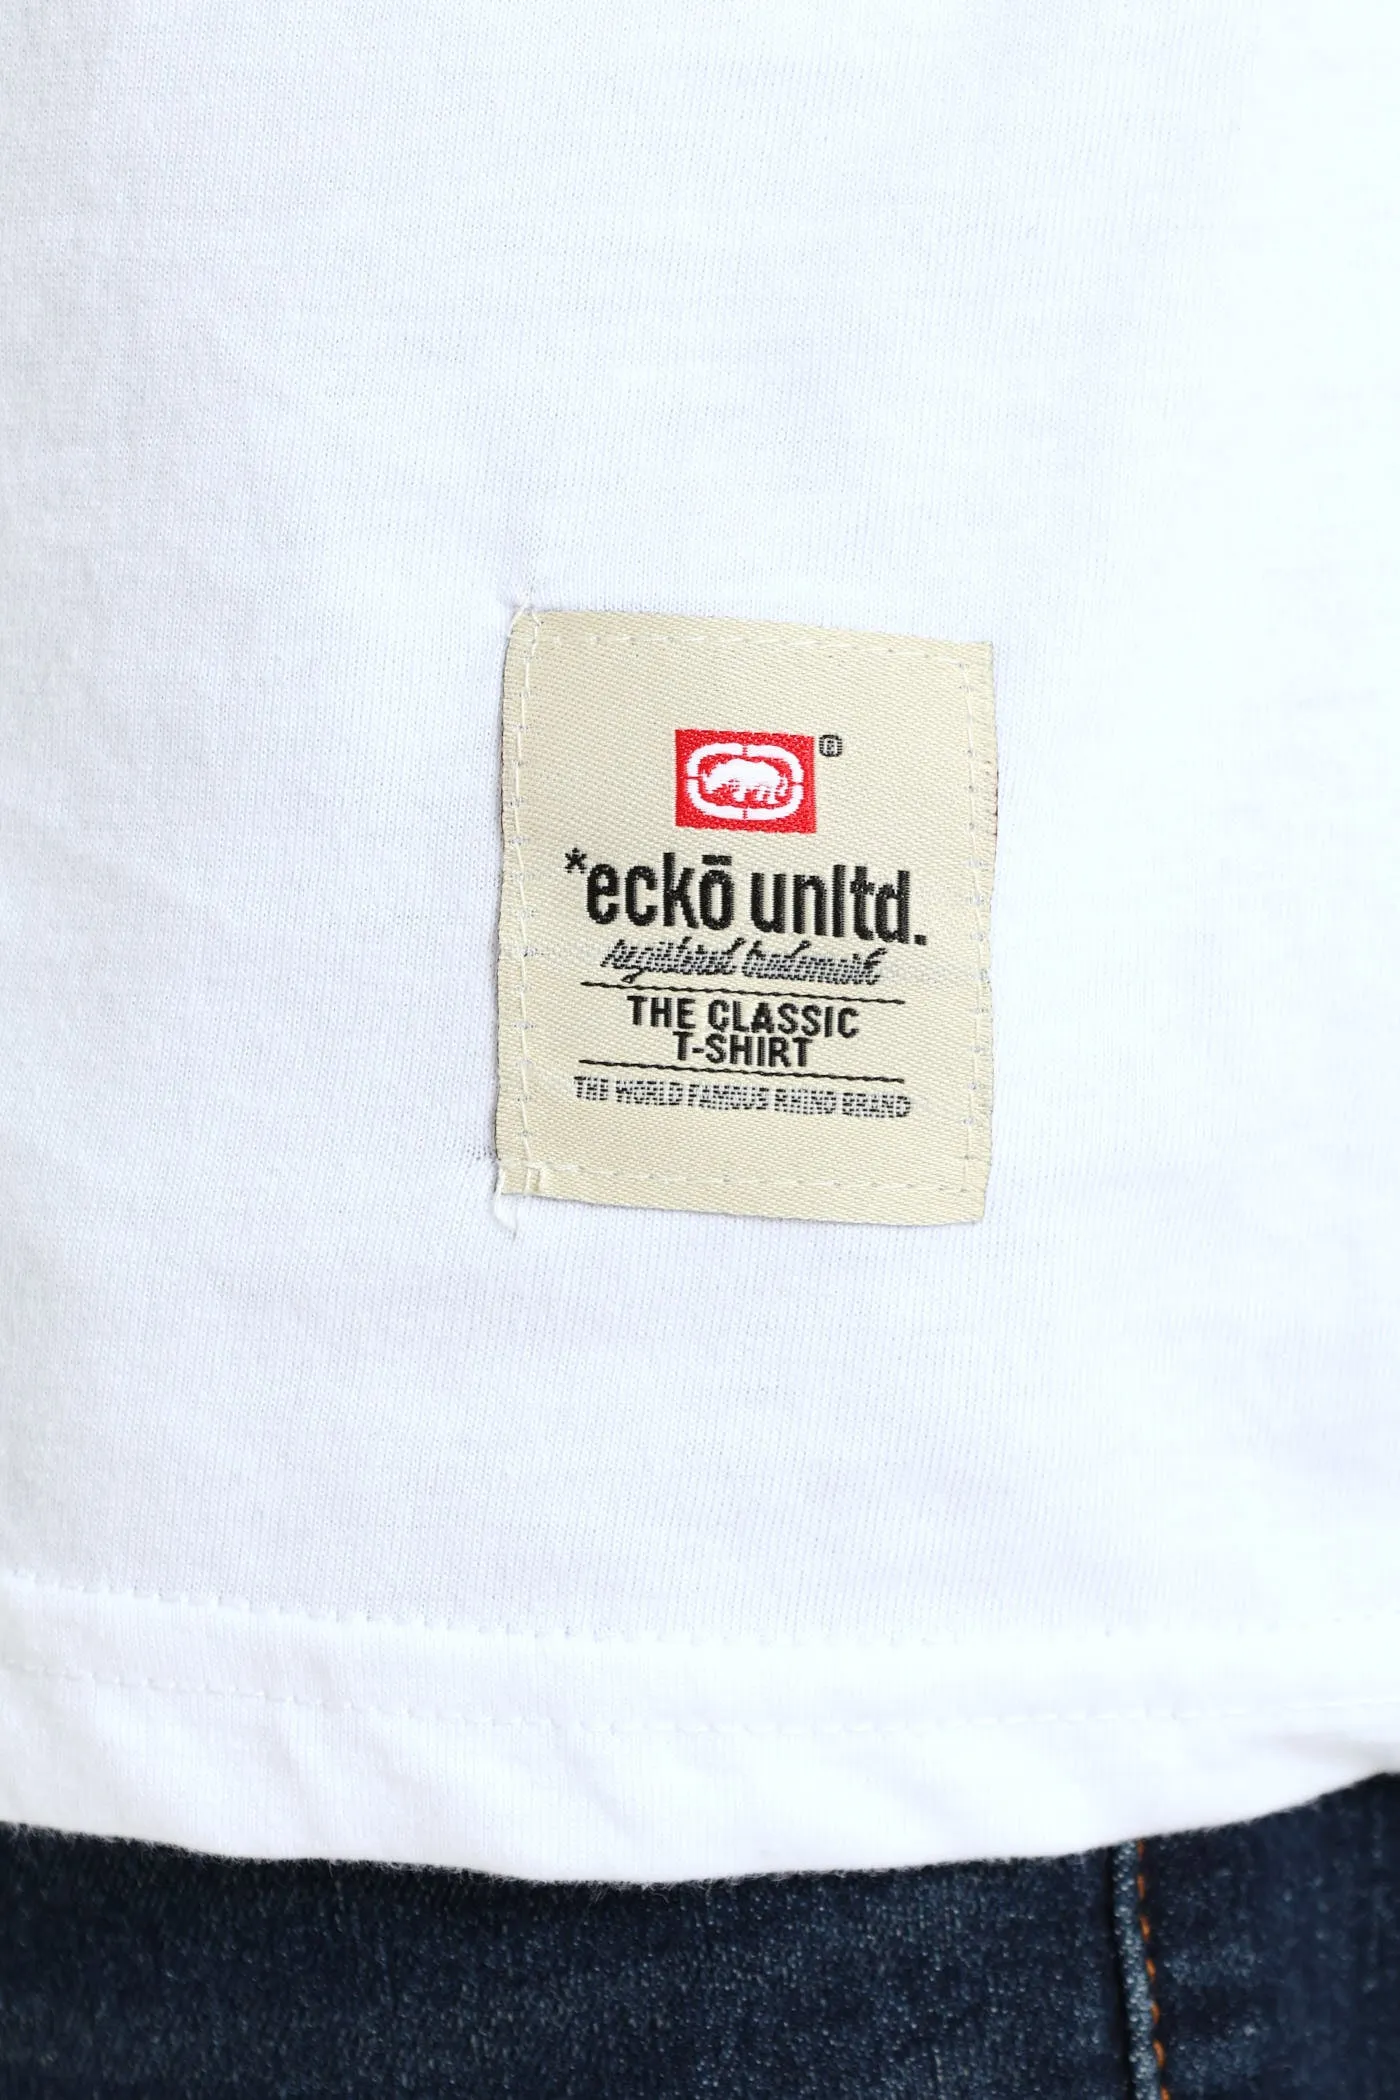 ®
*eckō unltd.
registered trademark
THE CLASSIC
T-SHIRT
THE WORLD FAMOUS RHINO BRAND